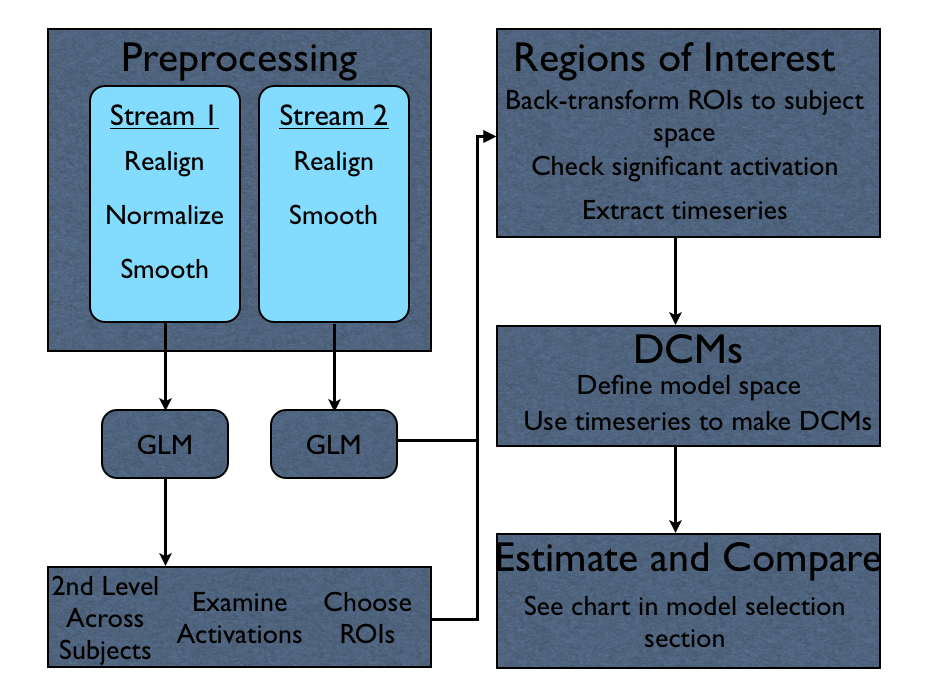 Preprocessing
Stream 1
Realign
Normalize
Smooth
Stream 2
Realign
Smooth
GLM
GLM
2nd Level
Across
Subjects
Examine
Activations
Choose
ROIs
Regions of Interest
Back-transform ROIs to subject
space
Check significant activation
Extract timeseries
DCMs
Define model space
Use timeseries to make DCMs
Estimate and Compare
See chart in model selection
section